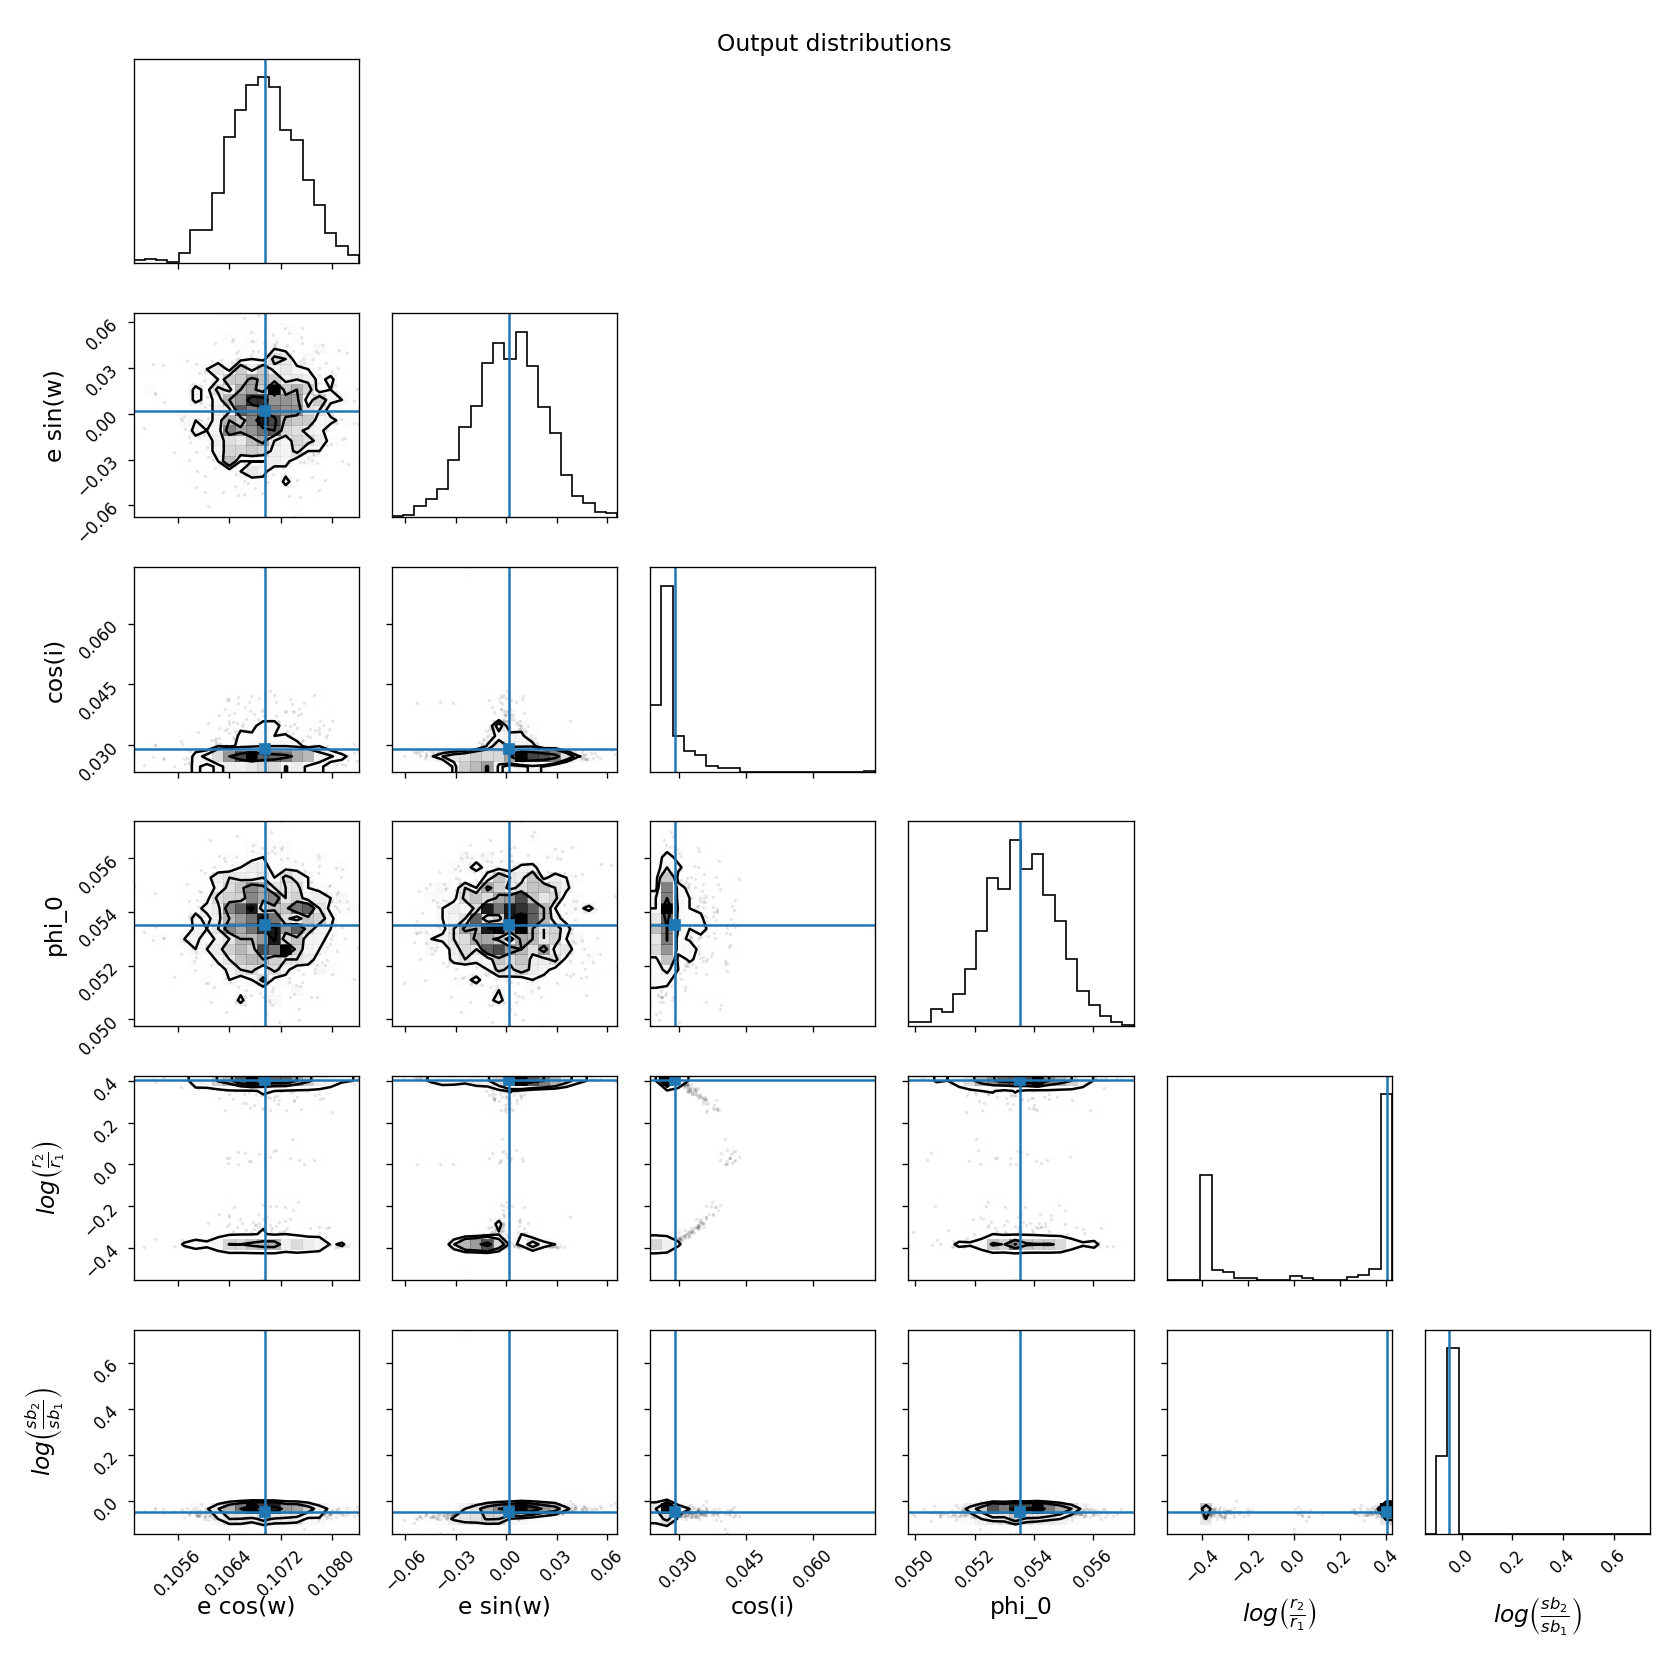 Output distributions
e sin(w)
0.06
0.03
0.00
−0.03
−0.06
cos(i)
0.060
0.045
0.030
phi_0
0.056
0.054
0.052
0.050
log(r₂/r₁)
0.4
0.2
0.0
−0.2
−0.4
log(sb₂/sb₁)
0.6
0.4
0.2
0.0
0.1056 0.1064 0.1072 0.1080 −0.06 −0.03 0.00 0.03 0.06 0.030 0.045 0.060 0.050 0.052 0.054 0.056 −0.4 −0.2 0.0 0.2 0.4 0.0 0.2 0.4 0.6
e cos(w) e sin(w) cos(i) phi_0 log(r₂/r₁) log(sb₂/sb₁)